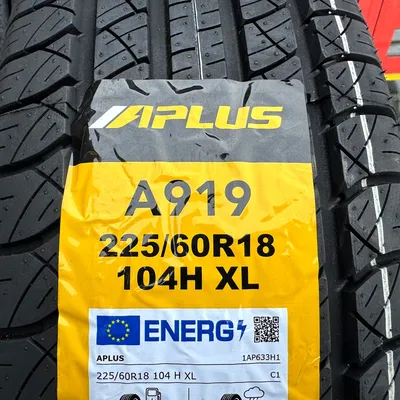 APLUS
A919
225/60R18
104H XL
ENERG
APLUS
1AP633H1
225/60R18 104 H XL
C1